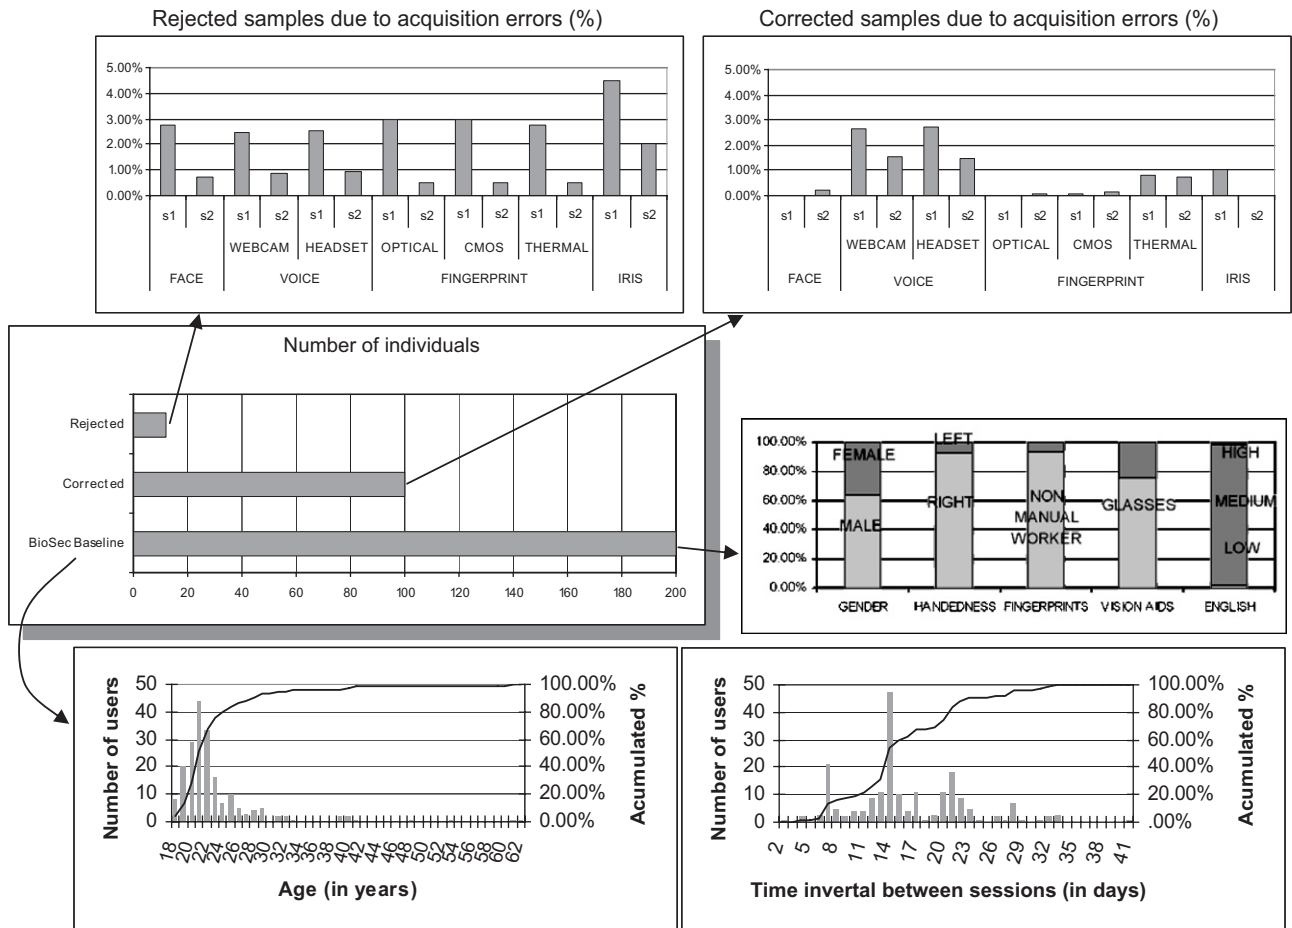 Rejected samples due to acquisition errors (%)
5.00%
4.00%
3.00%
2.00%
1.00%
0.00%
s1 s2 s1 s2 s1 s2 s1 s2 s1 s2 s1 s2 s1 s2
WEBCAM HEADSET OPTICAL CMOS THERMAL
FACE VOICE FINGERPRINT IRIS
Corrected samples due to acquisition errors (%)
5.00%
4.00%
3.00%
2.00%
1.00%
0.00%
s1 s2 s1 s2 s1 s2 s1 s2 s1 s2 s1 s2 s1 s2
WEBCAM HEADSET OPTICAL CMOS THERMAL
FACE VOICE FINGERPRINT IRIS
Number of individuals
Rejected
Corrected
BioSec Baseline
0 20 40 60 80 100 120 140 160 180 200
100.00%
80.00%
60.00%
40.00%
20.00%
0.00%
FEMALE
MALE
LEFT
RIGHT
NON
MANUAL
WORKER
GLASSES
HIGH
MEDIUM
LOW
GENDER HANDEDNESS FINGERPRINTS VISION AIDS ENGLISH
Number of users
50
40
30
20
10
0
100.00%
80.00%
60.00%
40.00%
20.00%
0.00%
Acumulated %
18 20 22 24 26 28 30 32 34 36 38 40 42 44 46 48 50 52 54 56 58 60 62
Age (in years)
Number of users
50
40
30
20
10
0
100.00%
80.00%
60.00%
40.00%
20.00%
.00%
Acumulated %
2 5 8 11 14 17 20 23 26 29 32 35 38 41
Time invertal between sessions (in days)